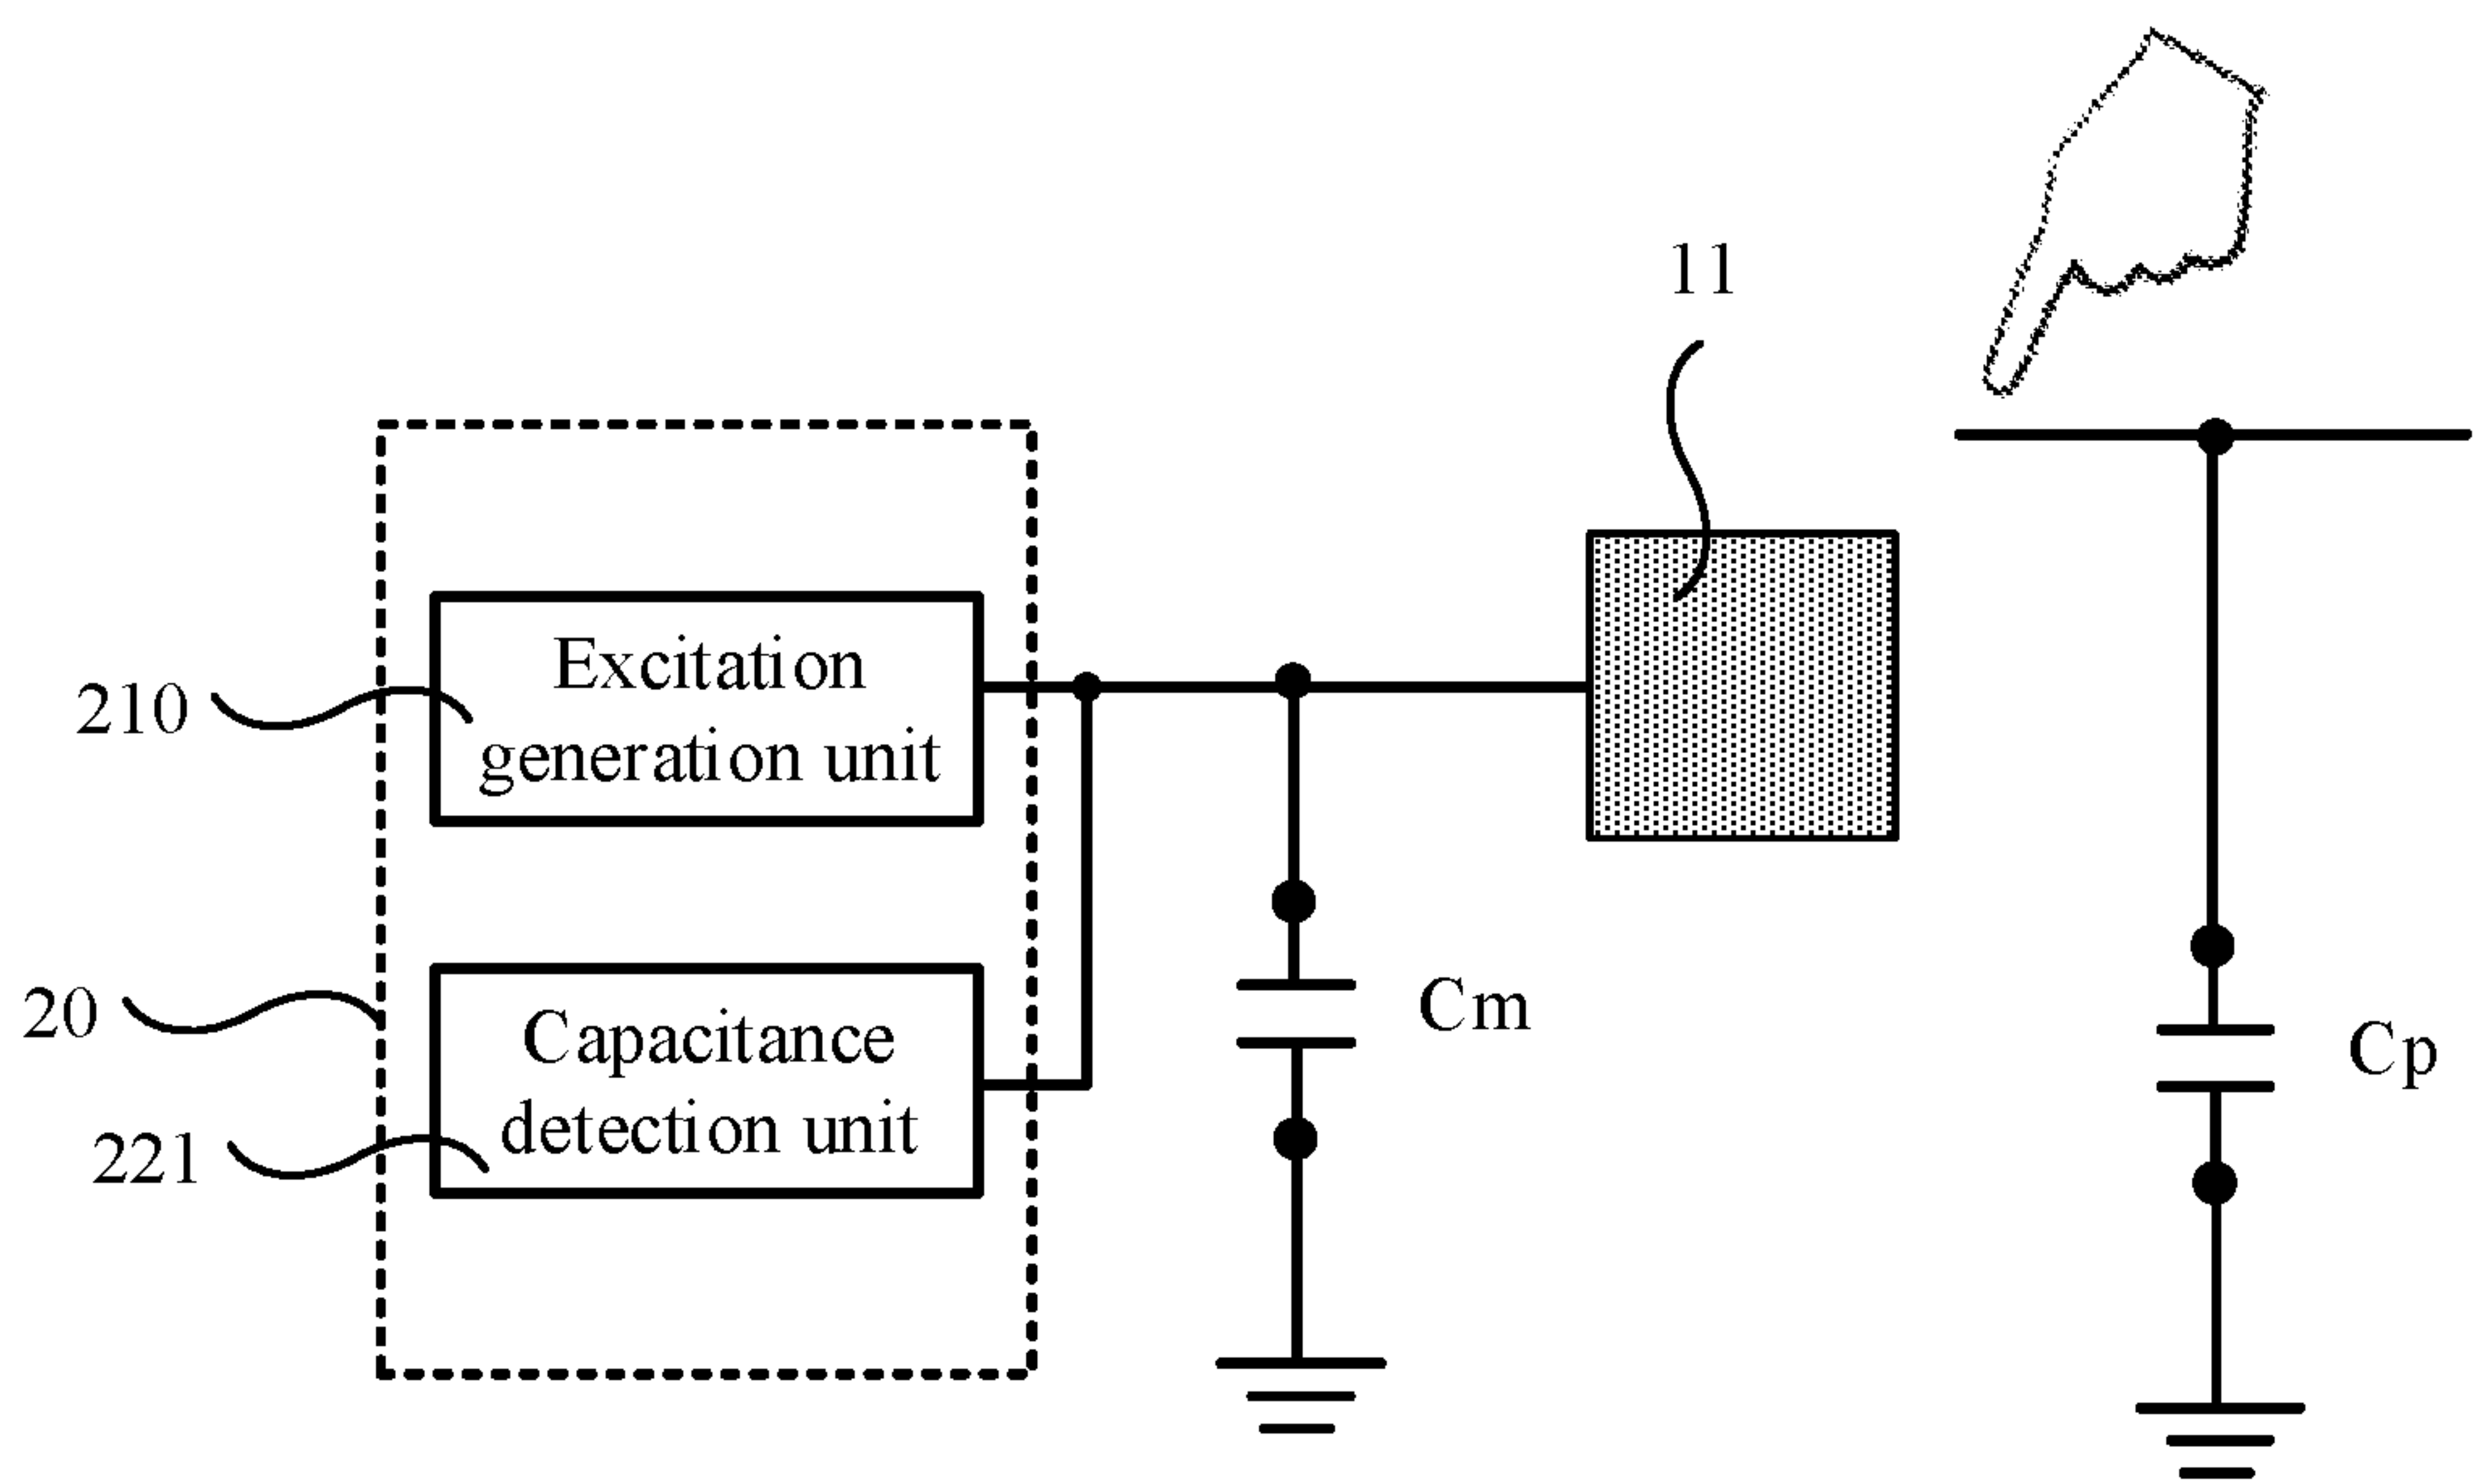 11
Excitation
generation unit
210
20
Capacitance
detection unit
221
Cm
Cp